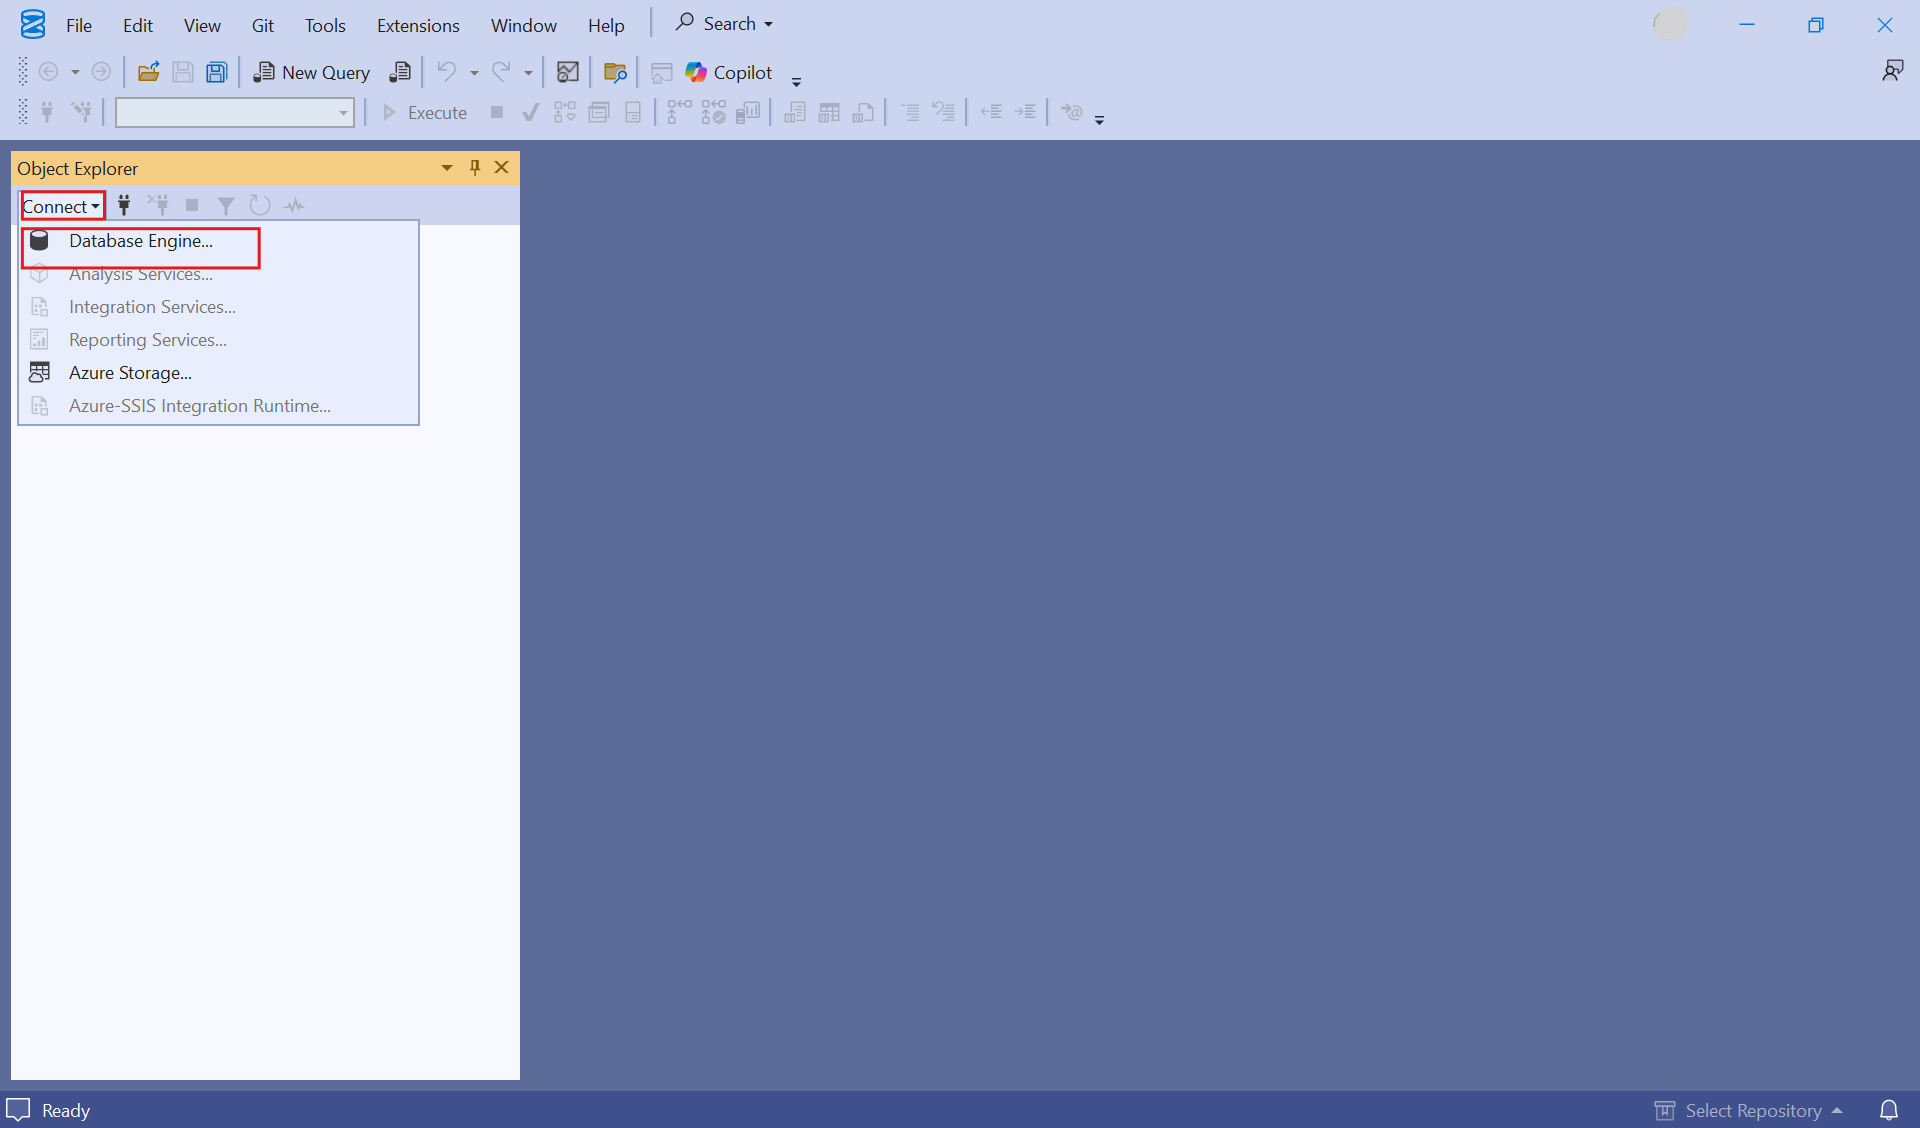 File Edit View Git Tools Extensions Window Help Search
New Query Copilot
Execute
Object Explorer
Connect
Database Engine...
Analysis Services...
Integration Services...
Reporting Services...
Azure Storage...
Azure-SSIS Integration Runtime...
Ready Select Repository